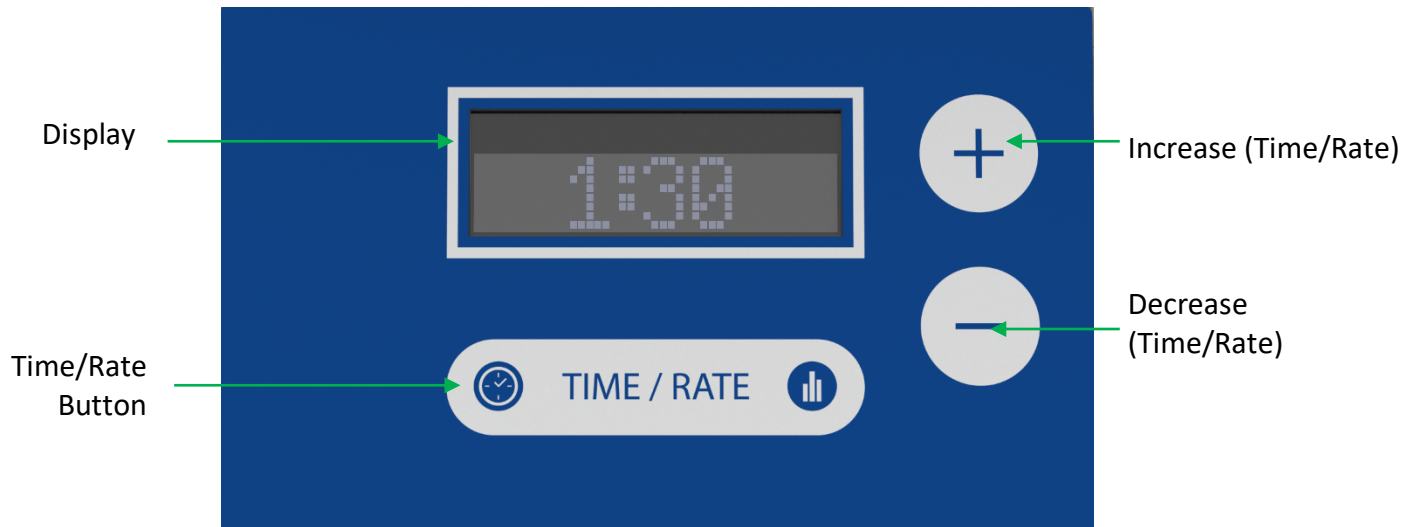 Display
1:30
+
Increase (Time/Rate)
−
Decrease
(Time/Rate)
Time/Rate
Button
TIME / RATE